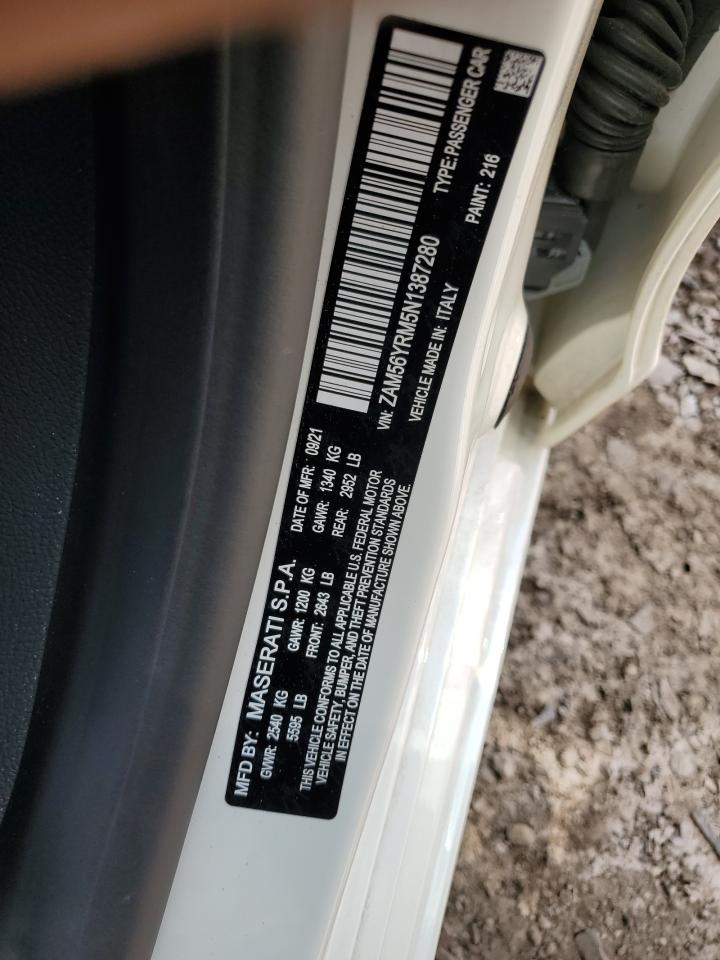 MFD BY: MASERATI S.P.A. DATE OF MFR: 09/21
GVWR: 2540 KG GAWR: 1200 KG GAWR: 1340 KG
5595 LB FRONT: 2643 LB REAR: 2952 LB
THIS VEHICLE CONFORMS TO ALL APPLICABLE U.S. FEDERAL MOTOR
VEHICLE SAFETY, BUMPER, AND THEFT PREVENTION STANDARDS
IN EFFECT ON THE DATE OF MANUFACTURE SHOWN ABOVE.
VIN: ZAM56YRM5N1387280 TYPE: PASSENGER CAR
VEHICLE MADE IN: ITALY PAINT: 216